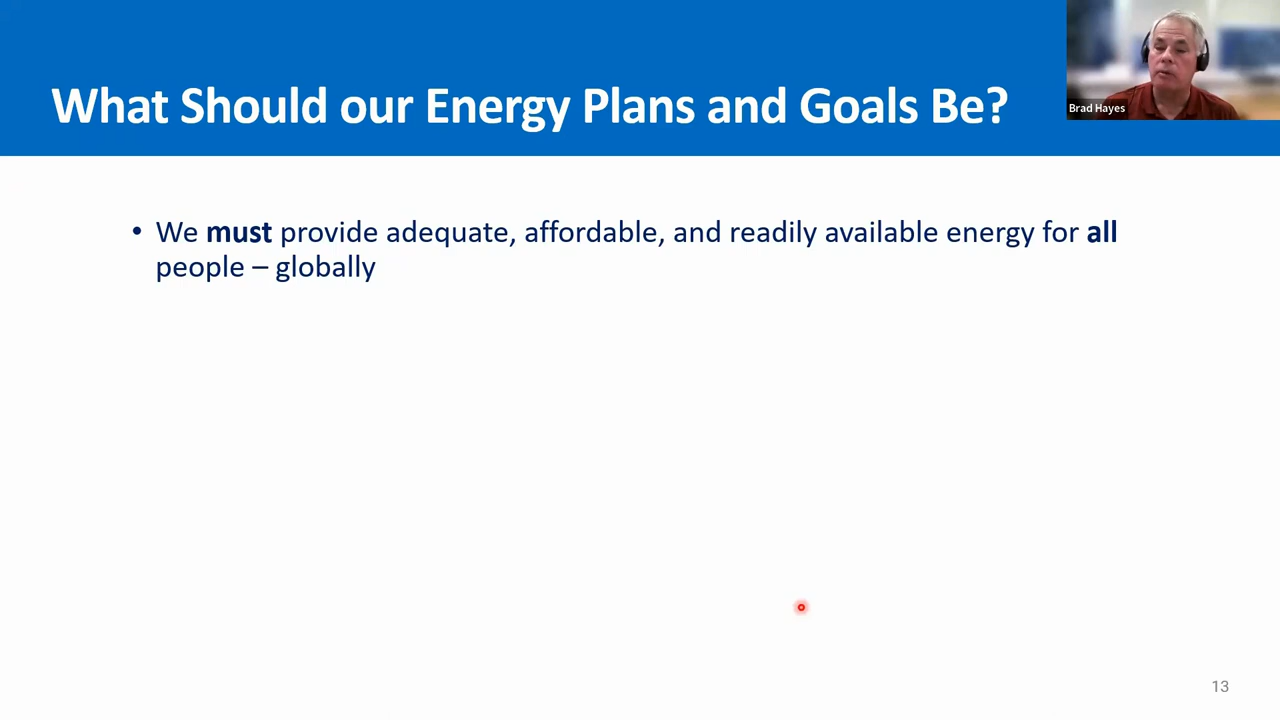 What Should our Energy Plans and Goals Be?
Brad Hayes
• We must provide adequate, affordable, and readily available energy for all
people – globally
13